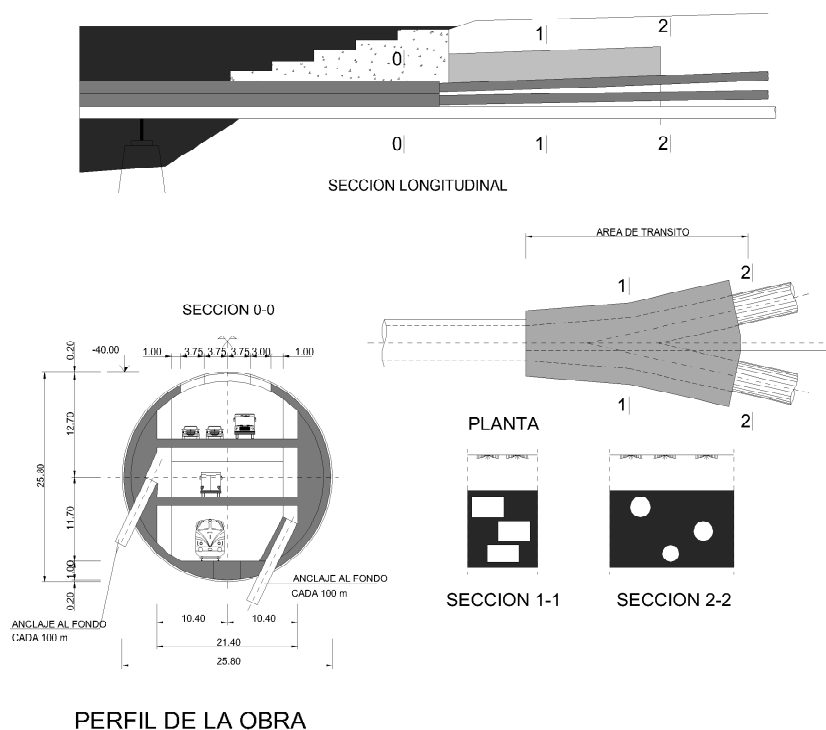 1
2
0
0
1
2
SECCION LONGITUDINAL
AREA DE TRANSITO
1
2
SECCION 0-0
0.20
-40.00
1.00
3.75
3.75
3.75
3.00
1.00
12.70
25.80
11.70
1.00
0.20
PLANTA
1
2
ANCLAJE AL FONDO
CADA 100 m
ANCLAJE AL FONDO
CADA 100 m
10.40
10.40
21.40
25.80
SECCION 1-1
SECCION 2-2
PERFIL DE LA OBRA